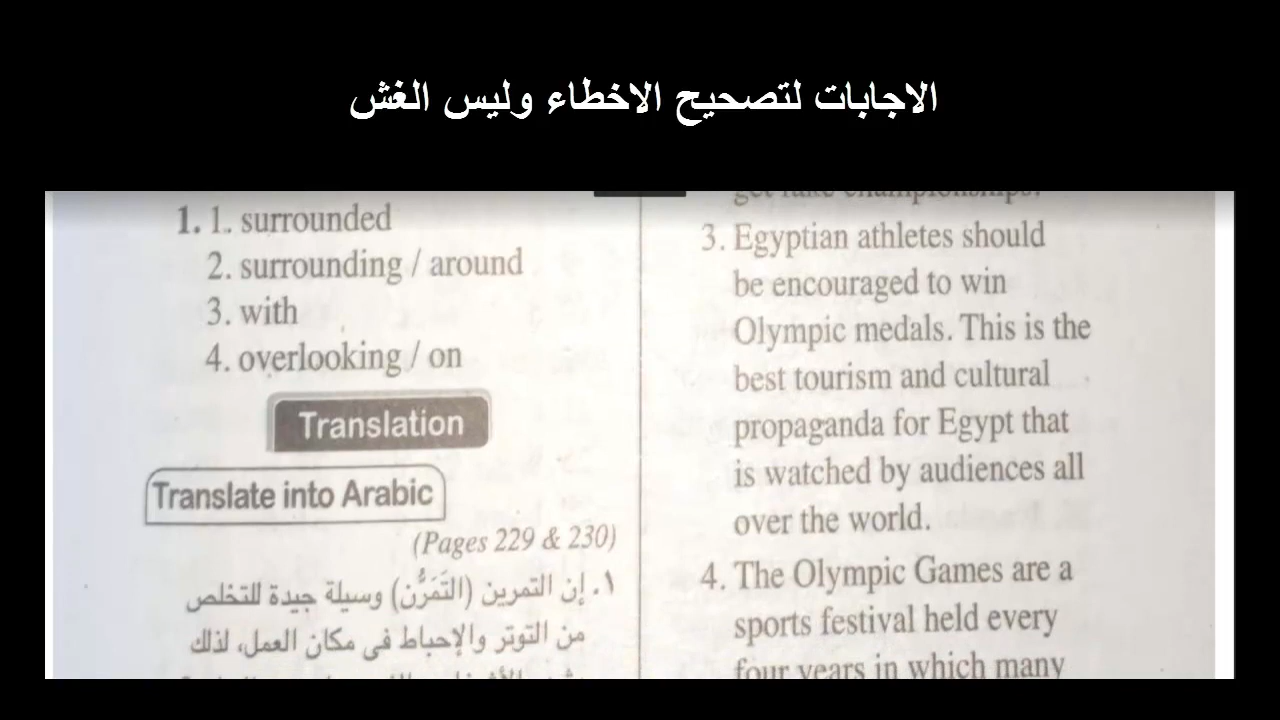 الاجابات لتصحيح الاخطاء وليس الغش
1. 1. surrounded
2. surrounding / around
3. with
4. overlooking / on
Translation
Translate into Arabic
(Pages 229 & 230)
١. إن التمرين (التَمَرُّن) وسيلة جيدة للتخلص
من التوتر والإحباط فى مكان العمل، لذلك
get fake championships.
3. Egyptian athletes should
be encouraged to win
Olympic medals. This is the
best tourism and cultural
propaganda for Egypt that
is watched by audiences all
over the world.
4. The Olympic Games are a
sports festival held every
four years in which many